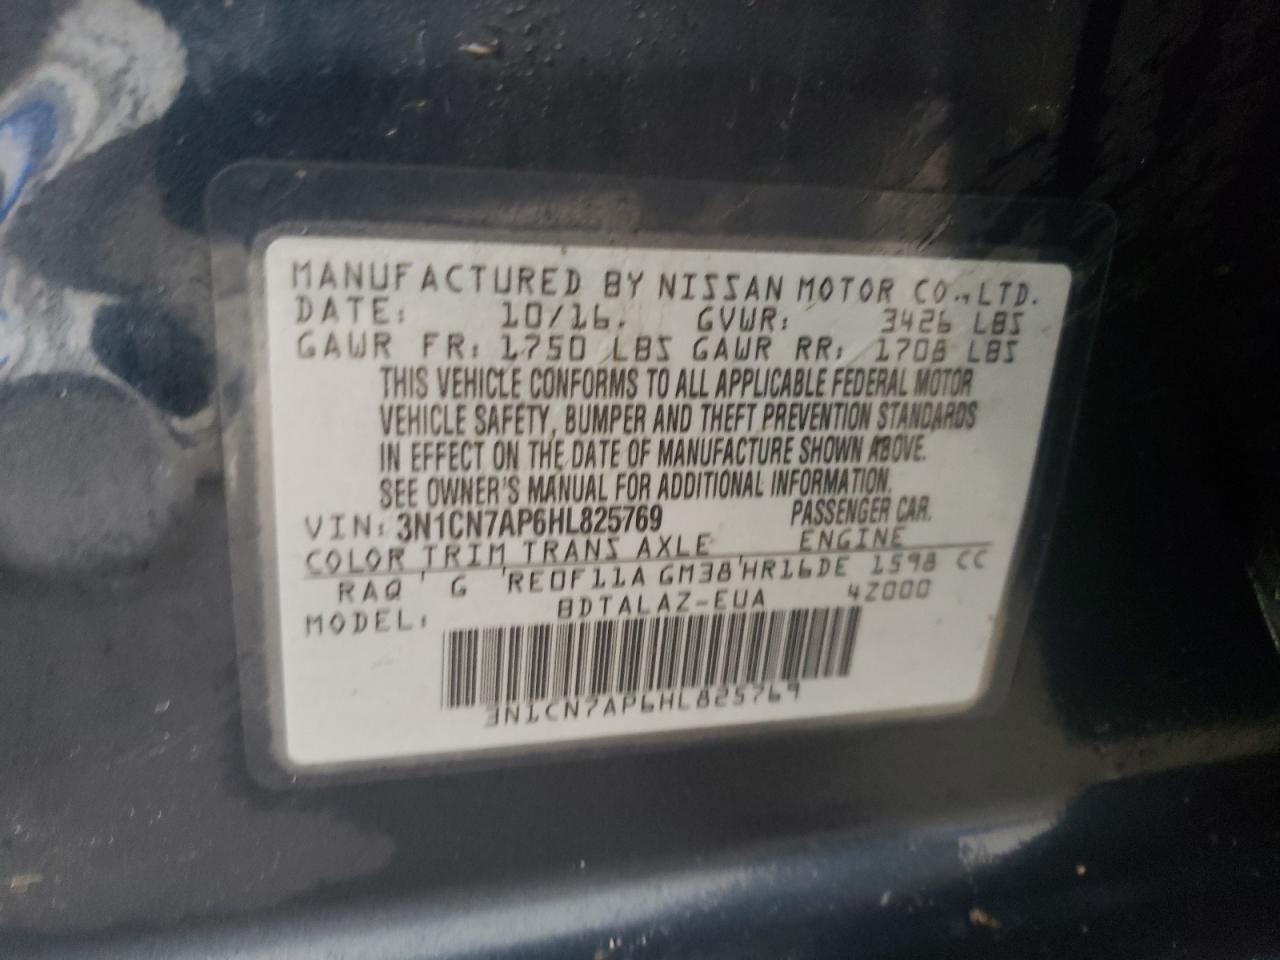 MANUFACTURED BY NISSAN MOTOR CO.,LTD.
DATE: 10/16. GVWR: 3426 LBS
GAWR FR: 1750 LBS GAWR RR: 1708 LBS
THIS VEHICLE CONFORMS TO ALL APPLICABLE FEDERAL MOTOR
VEHICLE SAFETY, BUMPER AND THEFT PREVENTION STANDARDS
IN EFFECT ON THE DATE OF MANUFACTURE SHOWN ABOVE.
SEE OWNER'S MANUAL FOR ADDITIONAL INFORMATION.
VIN: 3N1CN7AP6HL825769 PASSENGER CAR.
COLOR TRIM TRANS AXLE ENGINE
RAQ G RE0F11A GM38 HR16DE 1598 CC
MODEL: BDTALAZ-EUA 4Z000
3N1CN7AP6HL825769